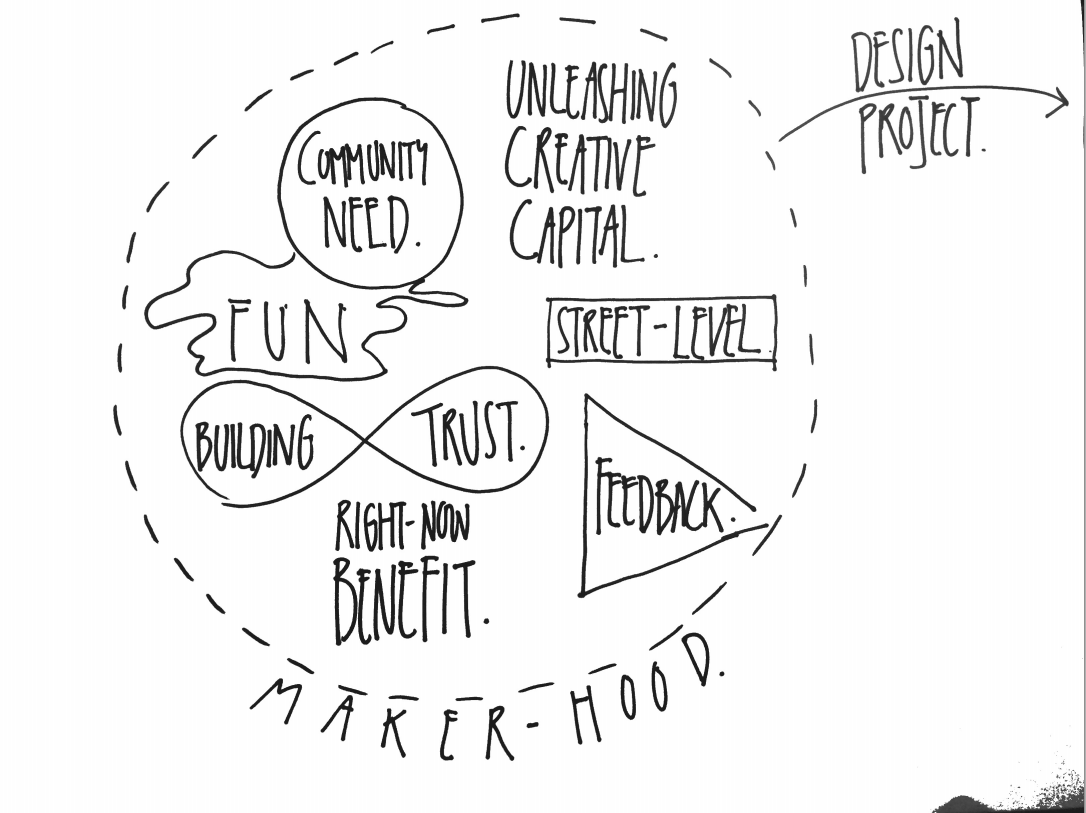 DESIGN
PROJECT.
UNLEASHING
CREATIVE
CAPITAL.
COMMUNITY
NEED.
FUN
STREET-LEVEL.
BUILDING TRUST.
FEEDBACK.
RIGHT-NOW
BENEFIT.
MAKER-HOOD.